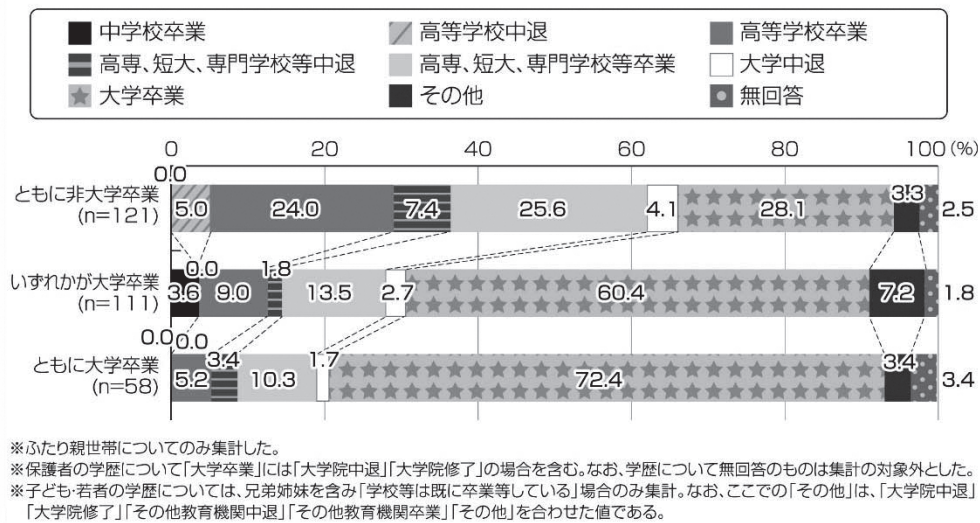 中学校卒業 高等学校中退 高等学校卒業
高専、短大、専門学校等中退 高専、短大、専門学校等卒業 大学中退
大学卒業 その他 無回答
0 20 40 60 80 100 (%)
ともに非大学卒業
(n=121)
0.0 5.0 24.0 7.4 25.6 4.1 28.1 3.3 2.5
いずれかが大学卒業
(n=111)
3.6 0.0 9.0 1.8 13.5 2.7 60.4 7.2 1.8
ともに大学卒業
(n=58)
0.0 0.0 5.2 3.4 10.3 1.7 72.4 3.4 3.4
※ふたり親世帯についてのみ集計した。
※保護者の学歴について「大学卒業」には「大学院中退」「大学院修了」の場合を含む。なお、学歴について無回答のものは集計の対象外とした。
※子ども・若者の学歴については、兄弟姉妹を含み「学校等は既に卒業等している」場合のみ集計。なお、ここでの「その他」は、「大学院中退」
「大学院修了」「その他教育機関中退」「その他教育機関卒業」「その他」を合わせた値である。